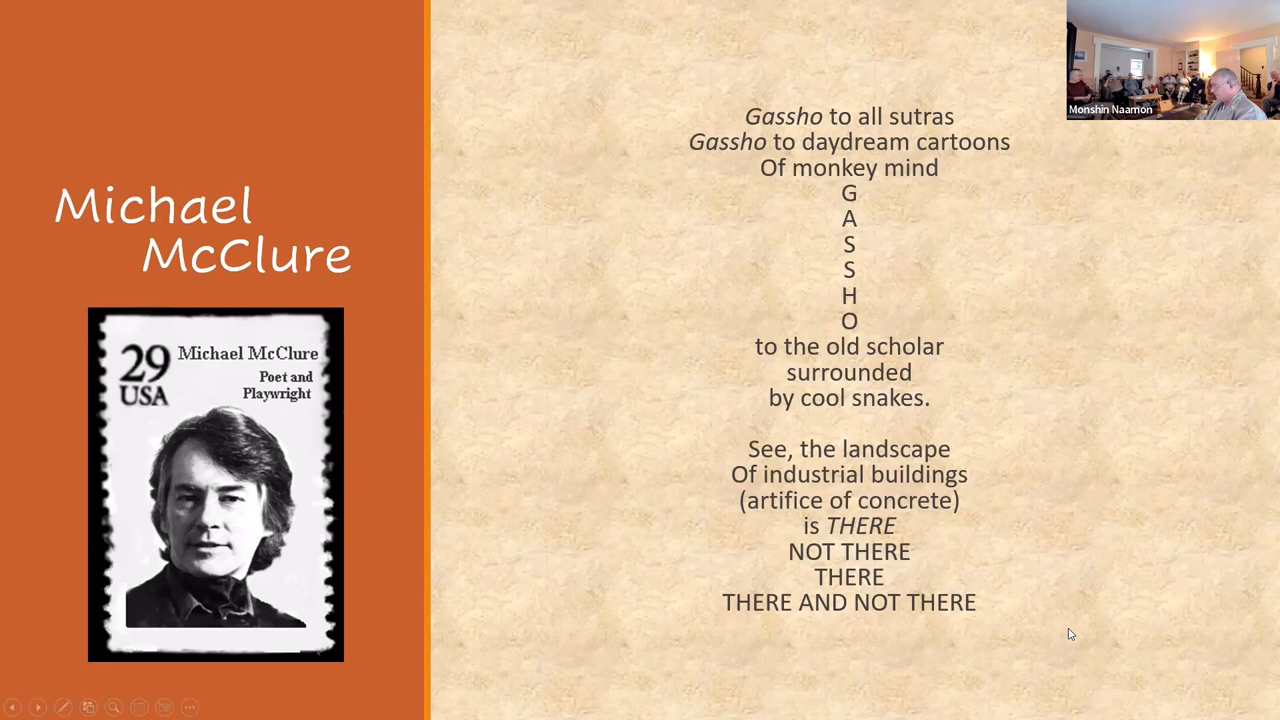 Michael
McClure
29
USA
Michael McClure
Poet and
Playwright
Gassho to all sutras
Gassho to daydream cartoons
Of monkey mind
G
A
S
S
H
O
to the old scholar
surrounded
by cool snakes.
See, the landscape
Of industrial buildings
(artifice of concrete)
is THERE
NOT THERE
THERE
THERE AND NOT THERE
Monshin Naamon